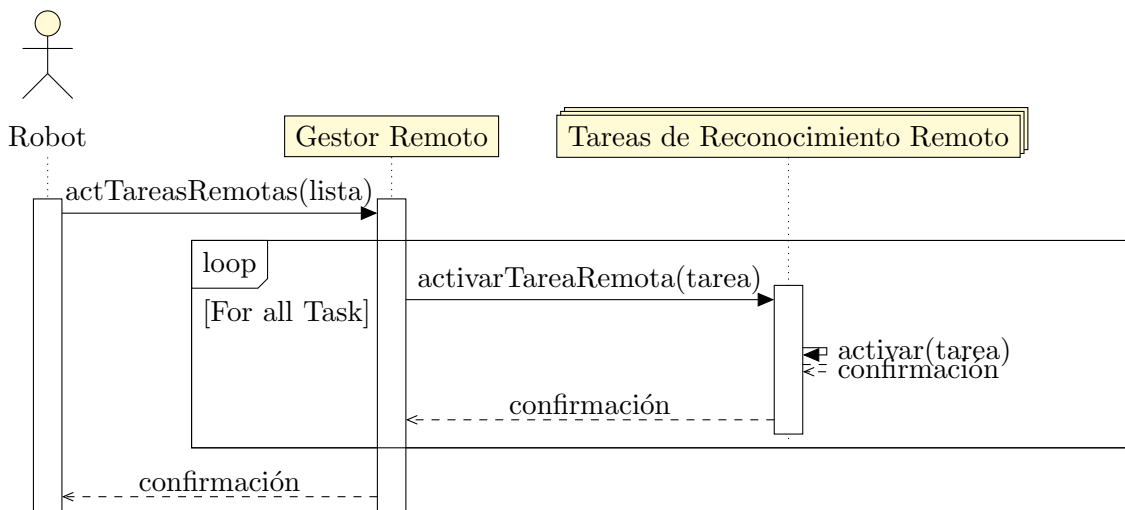 Robot
Gestor Remoto
Tareas de Reconocimiento Remoto
actTareasRemotas(lista)
loop
activarTareaRemota(tarea)
[For all Task]
activar(tarea)
confirmación
confirmación
confirmación